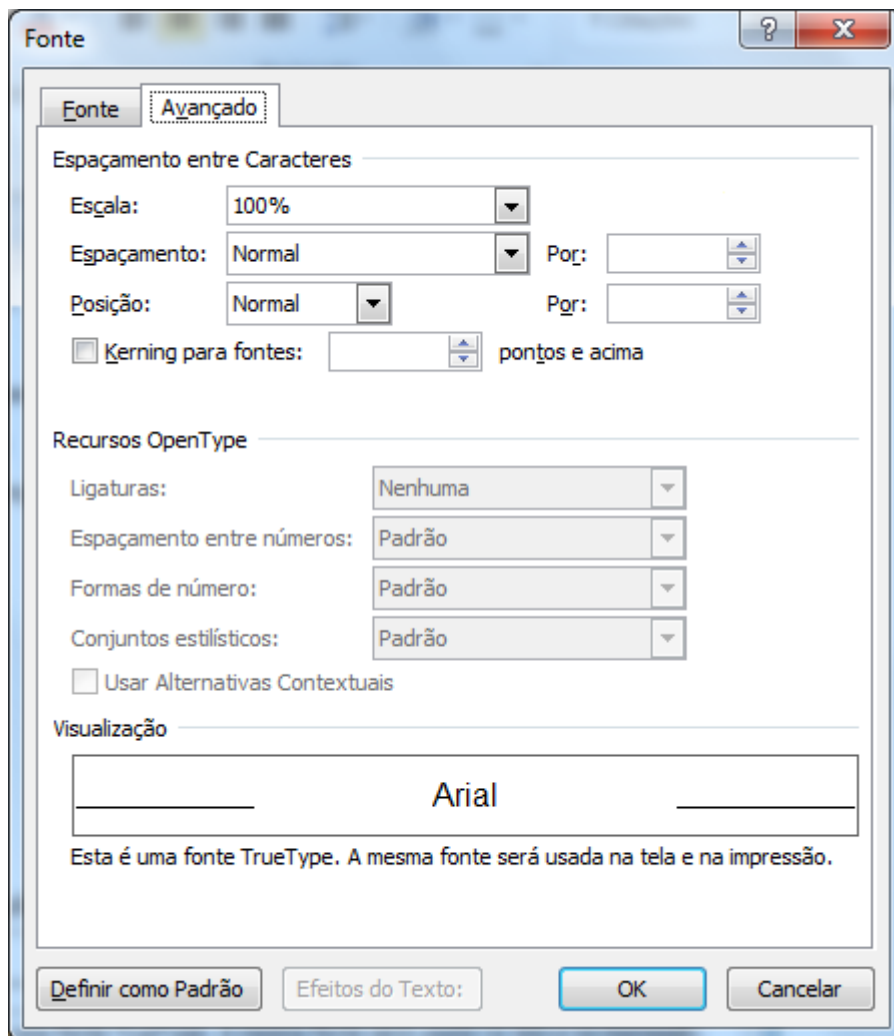 Fonte
Fonte Avançado
Espaçamento entre Caracteres
Escala: 100%
Espaçamento: Normal Por:
Posição: Normal Por:
Kerning para fontes: pontos e acima
Recursos OpenType
Ligaturas: Nenhuma
Espaçamento entre números: Padrão
Formas de número: Padrão
Conjuntos estilísticos: Padrão
Usar Alternativas Contextuais
Visualização
Arial
Esta é uma fonte TrueType. A mesma fonte será usada na tela e na impressão.
Definir como Padrão Efeitos do Texto: OK Cancelar